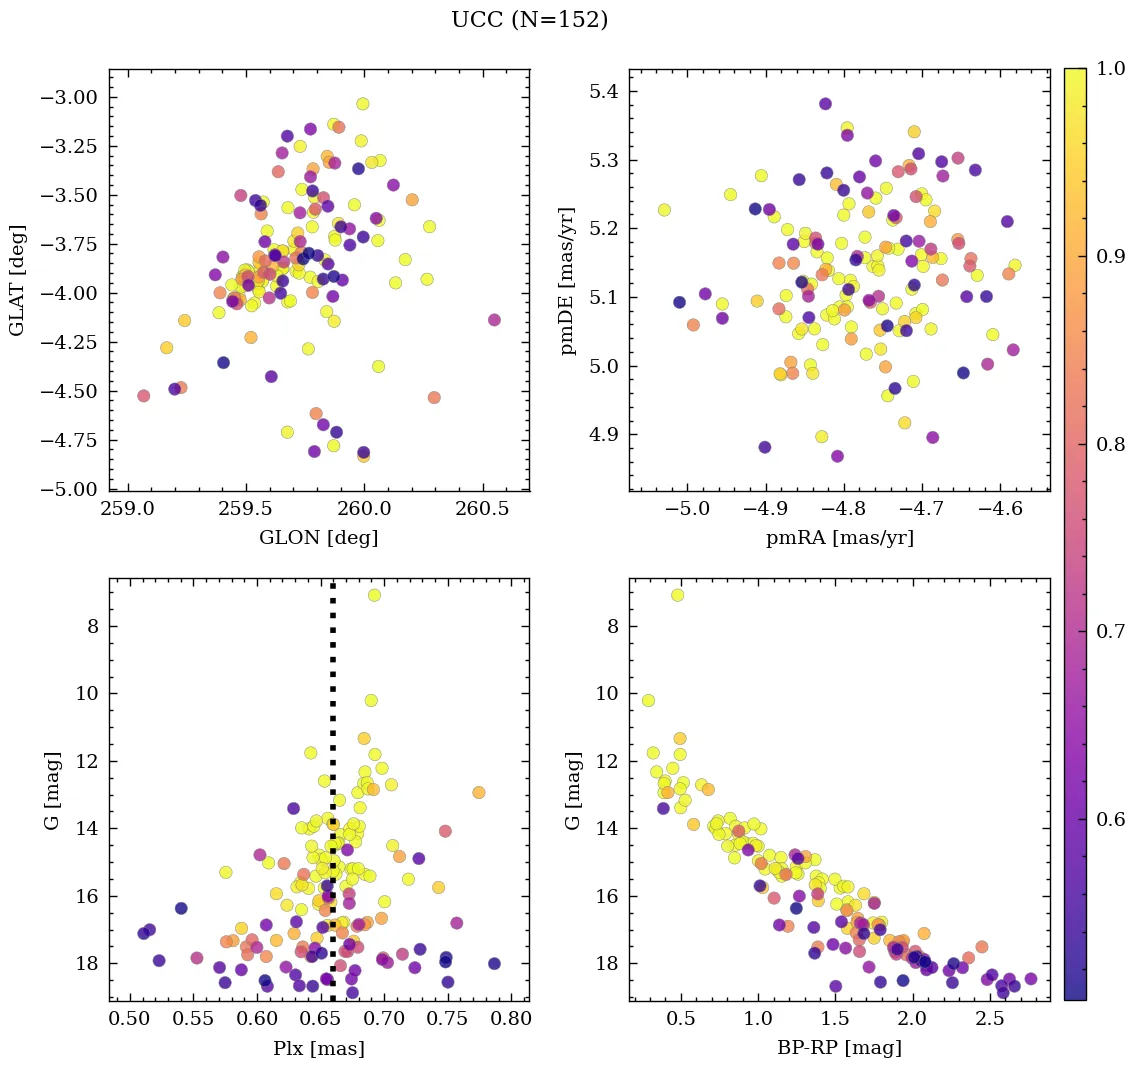 UCC (N=152)
−3.00
−3.25
−3.50
−3.75
−4.00
−4.25
−4.50
−4.75
−5.00
GLAT [deg]
259.0 259.5 260.0 260.5
GLON [deg]
5.4
5.3
5.2
5.1
5.0
4.9
pmDE [mas/yr]
−5.0 −4.9 −4.8 −4.7 −4.6
pmRA [mas/yr]
1.0
0.9
0.8
0.7
0.6
8
10
12
14
16
18
G [mag]
0.50 0.55 0.60 0.65 0.70 0.75 0.80
Plx [mas]
8
10
12
14
16
18
G [mag]
0.5 1.0 1.5 2.0 2.5
BP-RP [mag]